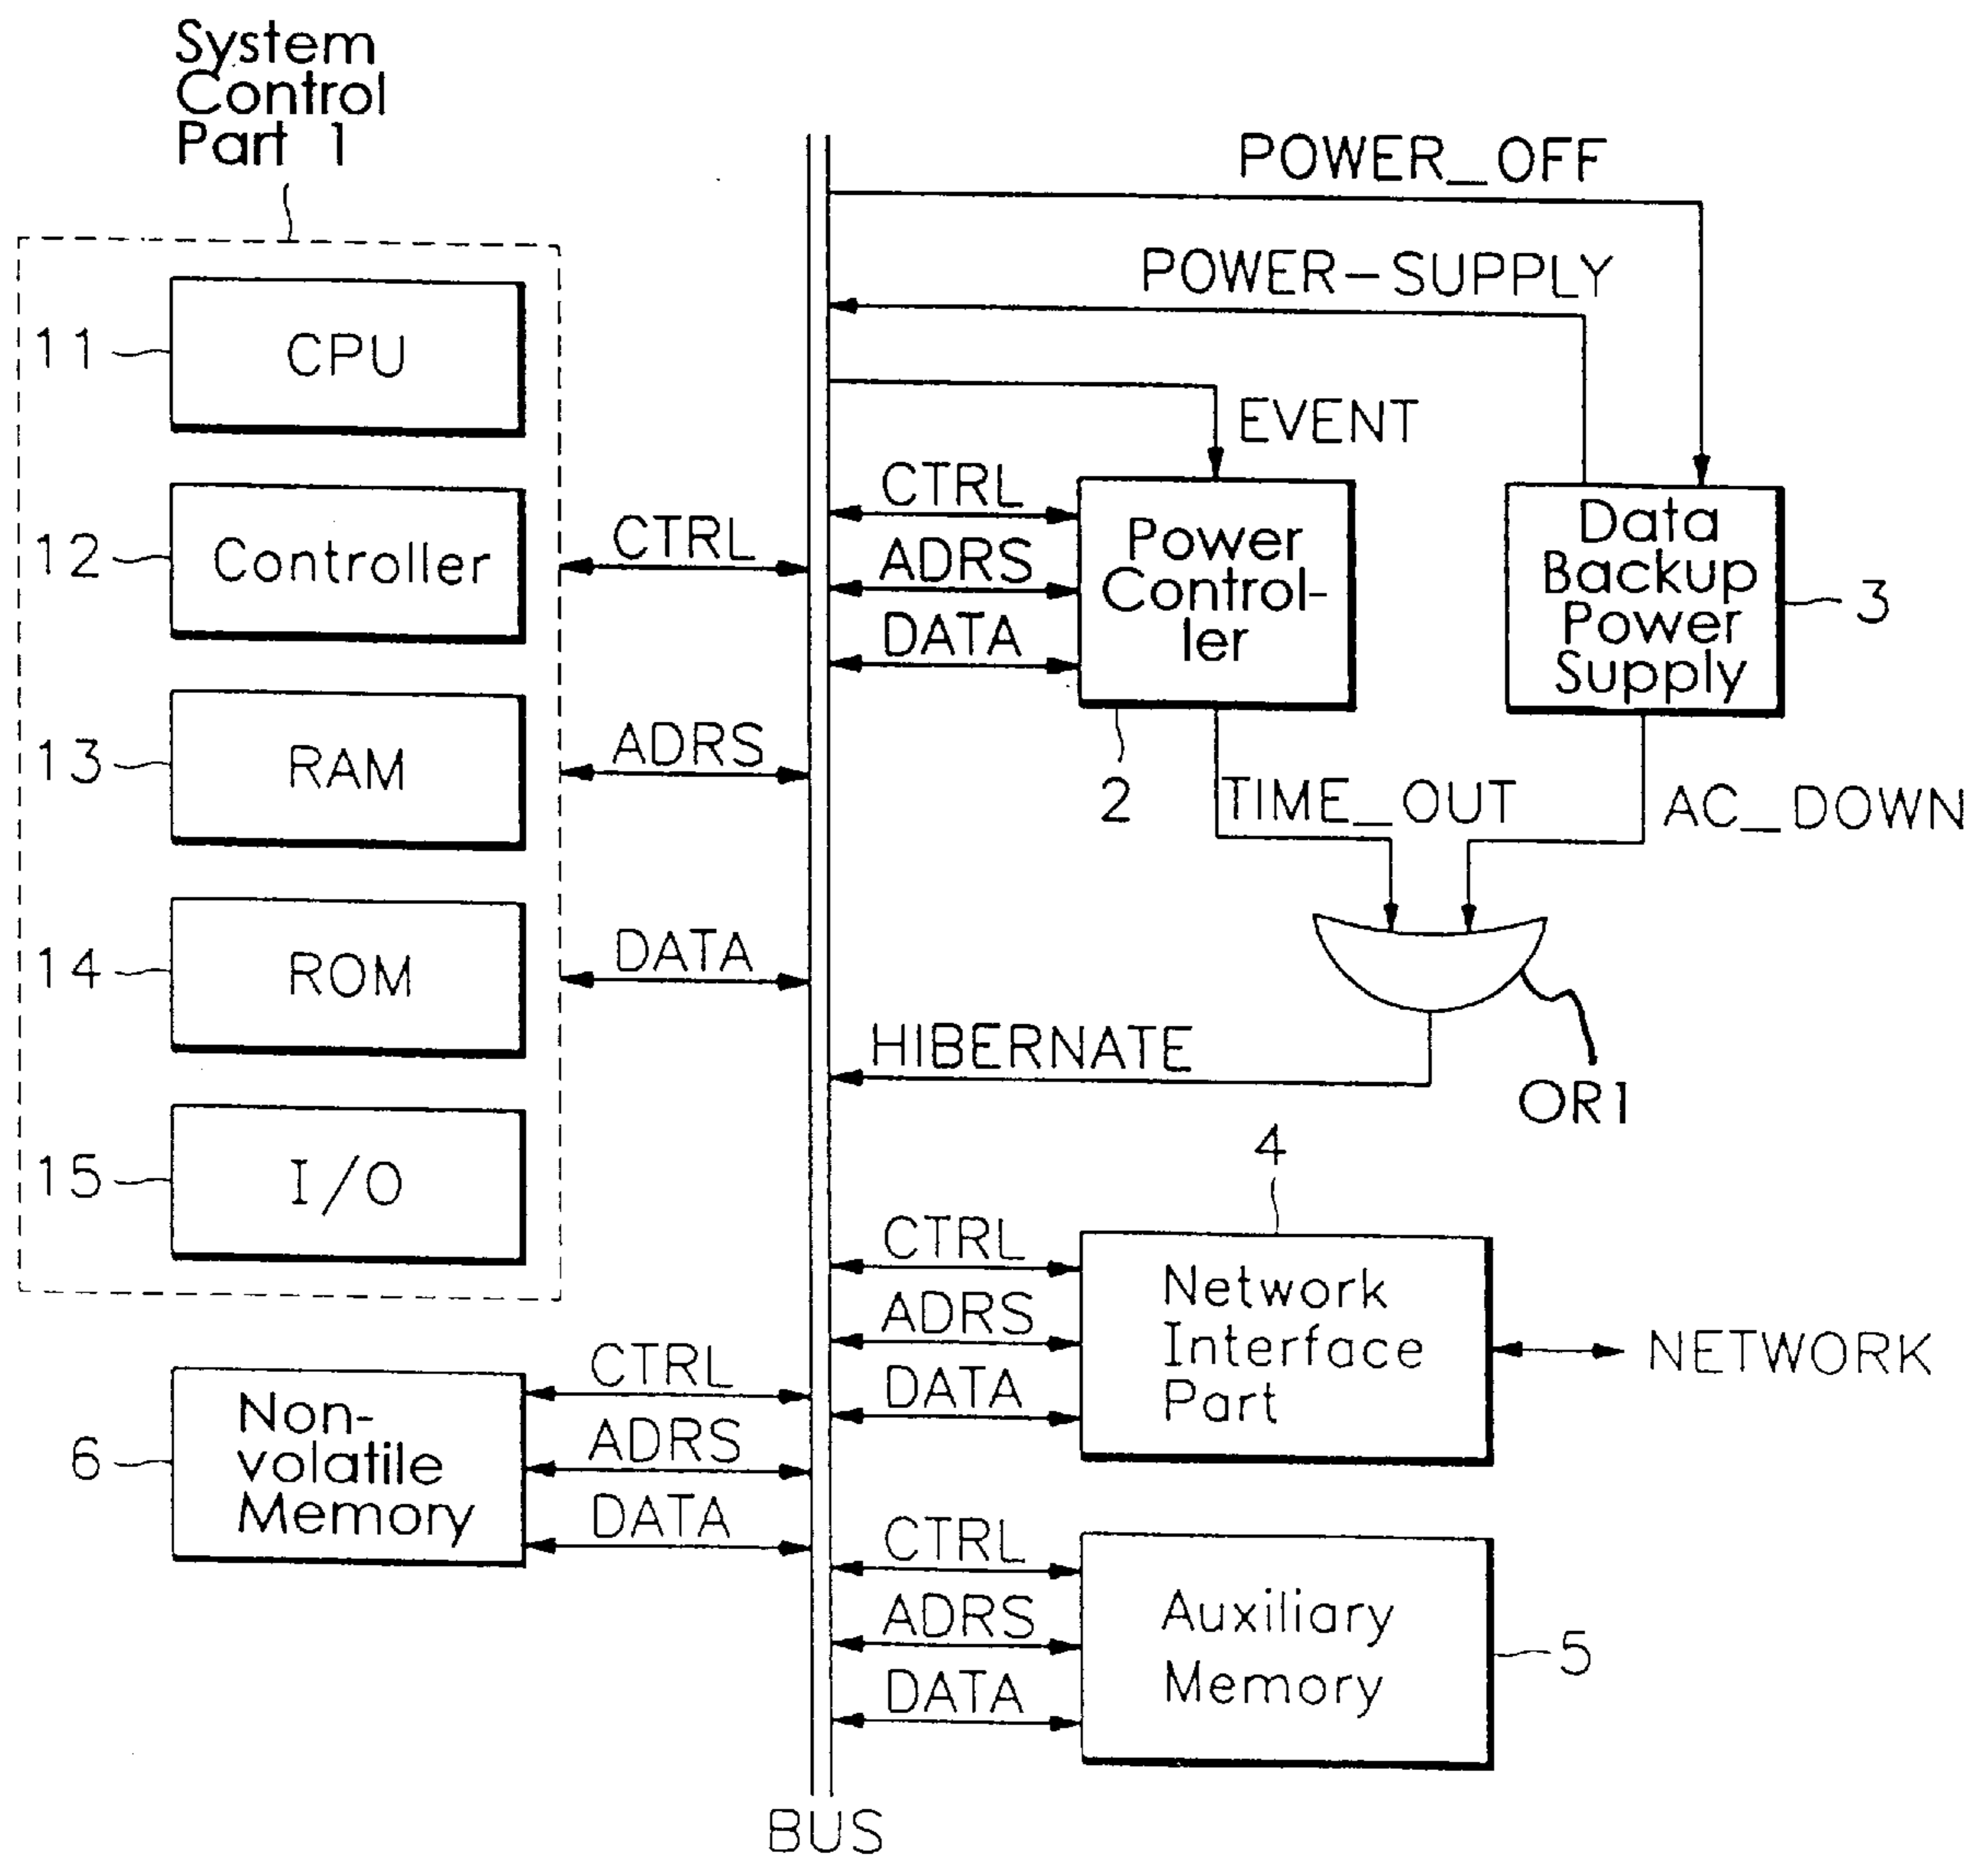 System
Control
Part 1
11
CPU
12
Controller
13
RAM
14
ROM
15
I/O
CTRL
ADRS
DATA
6
Non-
volatile
Memory
CTRL
ADRS
DATA
BUS
POWER_OFF
POWER-SUPPLY
EVENT
CTRL
ADRS
DATA
Power
Control-
ler
2
Data
Backup
Power
Supply
3
TIME_OUT
AC_DOWN
HIBERNATE
OR1
4
CTRL
ADRS
DATA
Network
Interface
Part
NETWORK
CTRL
ADRS
DATA
Auxiliary
Memory
5